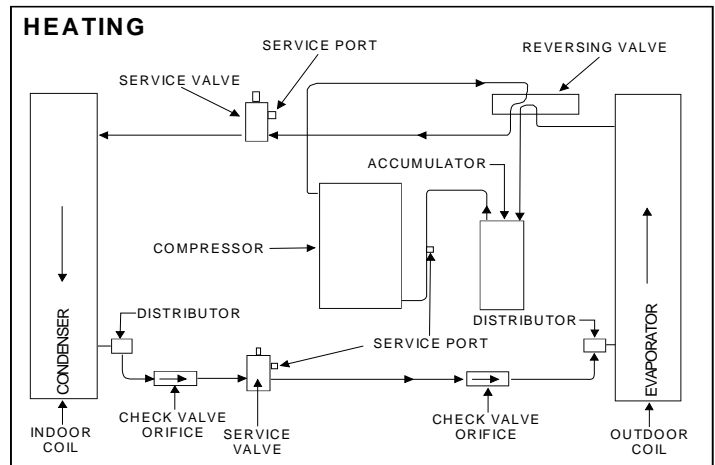 HEATING
SERVICE PORT
REVERSING VALVE
SERVICE VALVE
ACCUMULATOR
COMPRESSOR
CONDENSER
EVAPORATOR
DISTRIBUTOR
DISTRIBUTOR
SERVICE PORT
INDOOR
COIL
CHECK VALVE
ORIFICE
SERVICE
VALVE
CHECK VALVE
ORIFICE
OUTDOOR
COIL